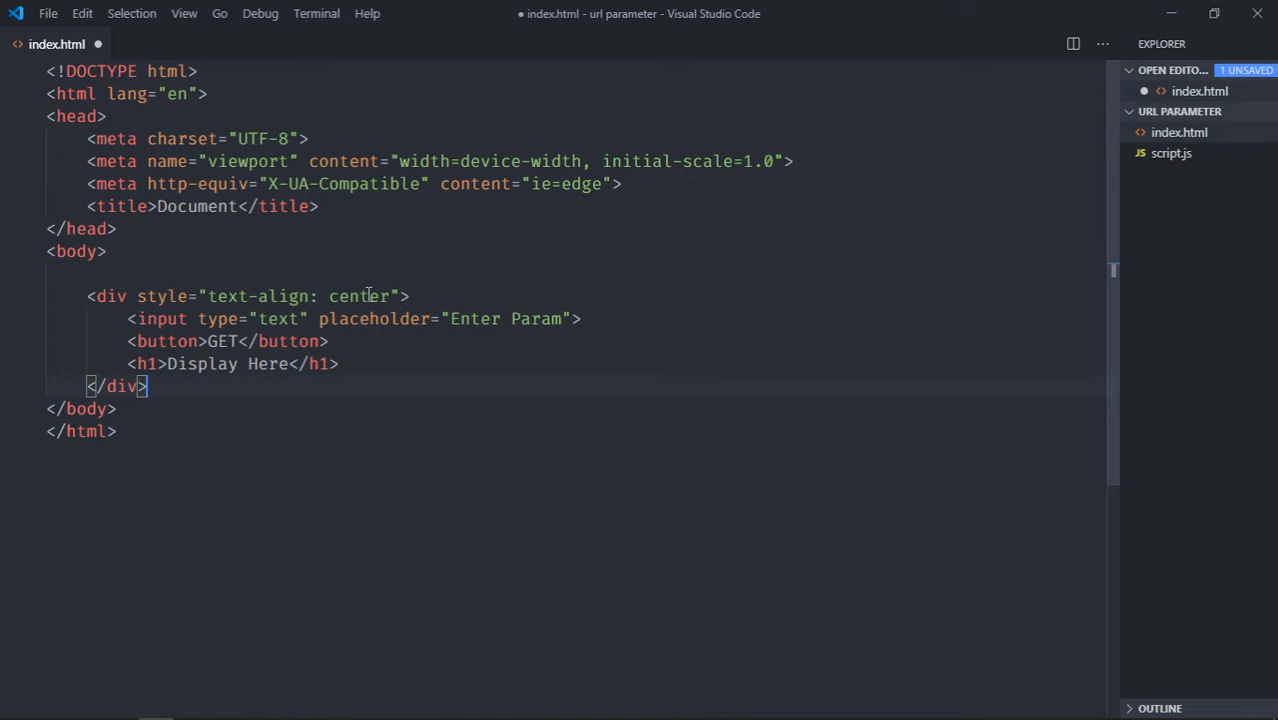 File Edit Selection View Go Debug Terminal Help
● index.html - url parameter - Visual Studio Code
<> index.html ●
EXPLORER
<!DOCTYPE html>
<html lang="en">
<head>
    <meta charset="UTF-8">
    <meta name="viewport" content="width=device-width, initial-scale=1.0">
    <meta http-equiv="X-UA-Compatible" content="ie=edge">
    <title>Document</title>
</head>
<body>
    <div style="text-align: center">
        <input type="text" placeholder="Enter Param">
        <button>GET</button>
        <h1>Display Here</h1>
    </div>
</body>
</html>
OPEN EDITO... 1 UNSAVED
● <> index.html
URL PARAMETER
<> index.html
JS script.js
OUTLINE